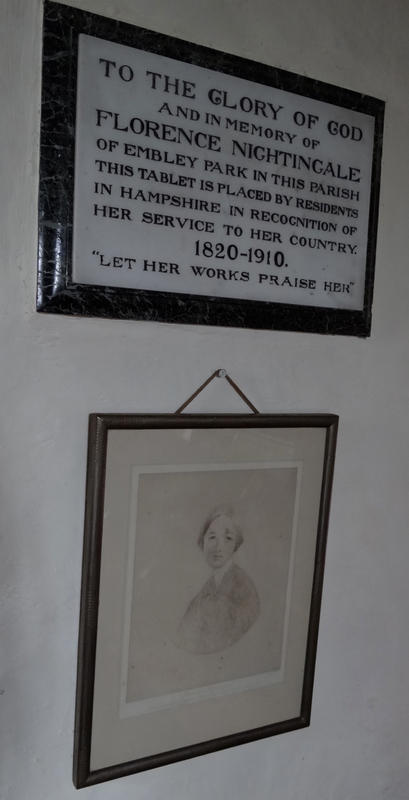 TO THE GLORY OF GOD
AND IN MEMORY OF
FLORENCE NIGHTINGALE
OF EMBLEY PARK IN THIS PARISH
THIS TABLET IS PLACED BY RESIDENTS
IN HAMPSHIRE IN RECOGNITION OF
HER SERVICE TO HER COUNTRY.
1820-1910.
"LET HER WORKS PRAISE HER"